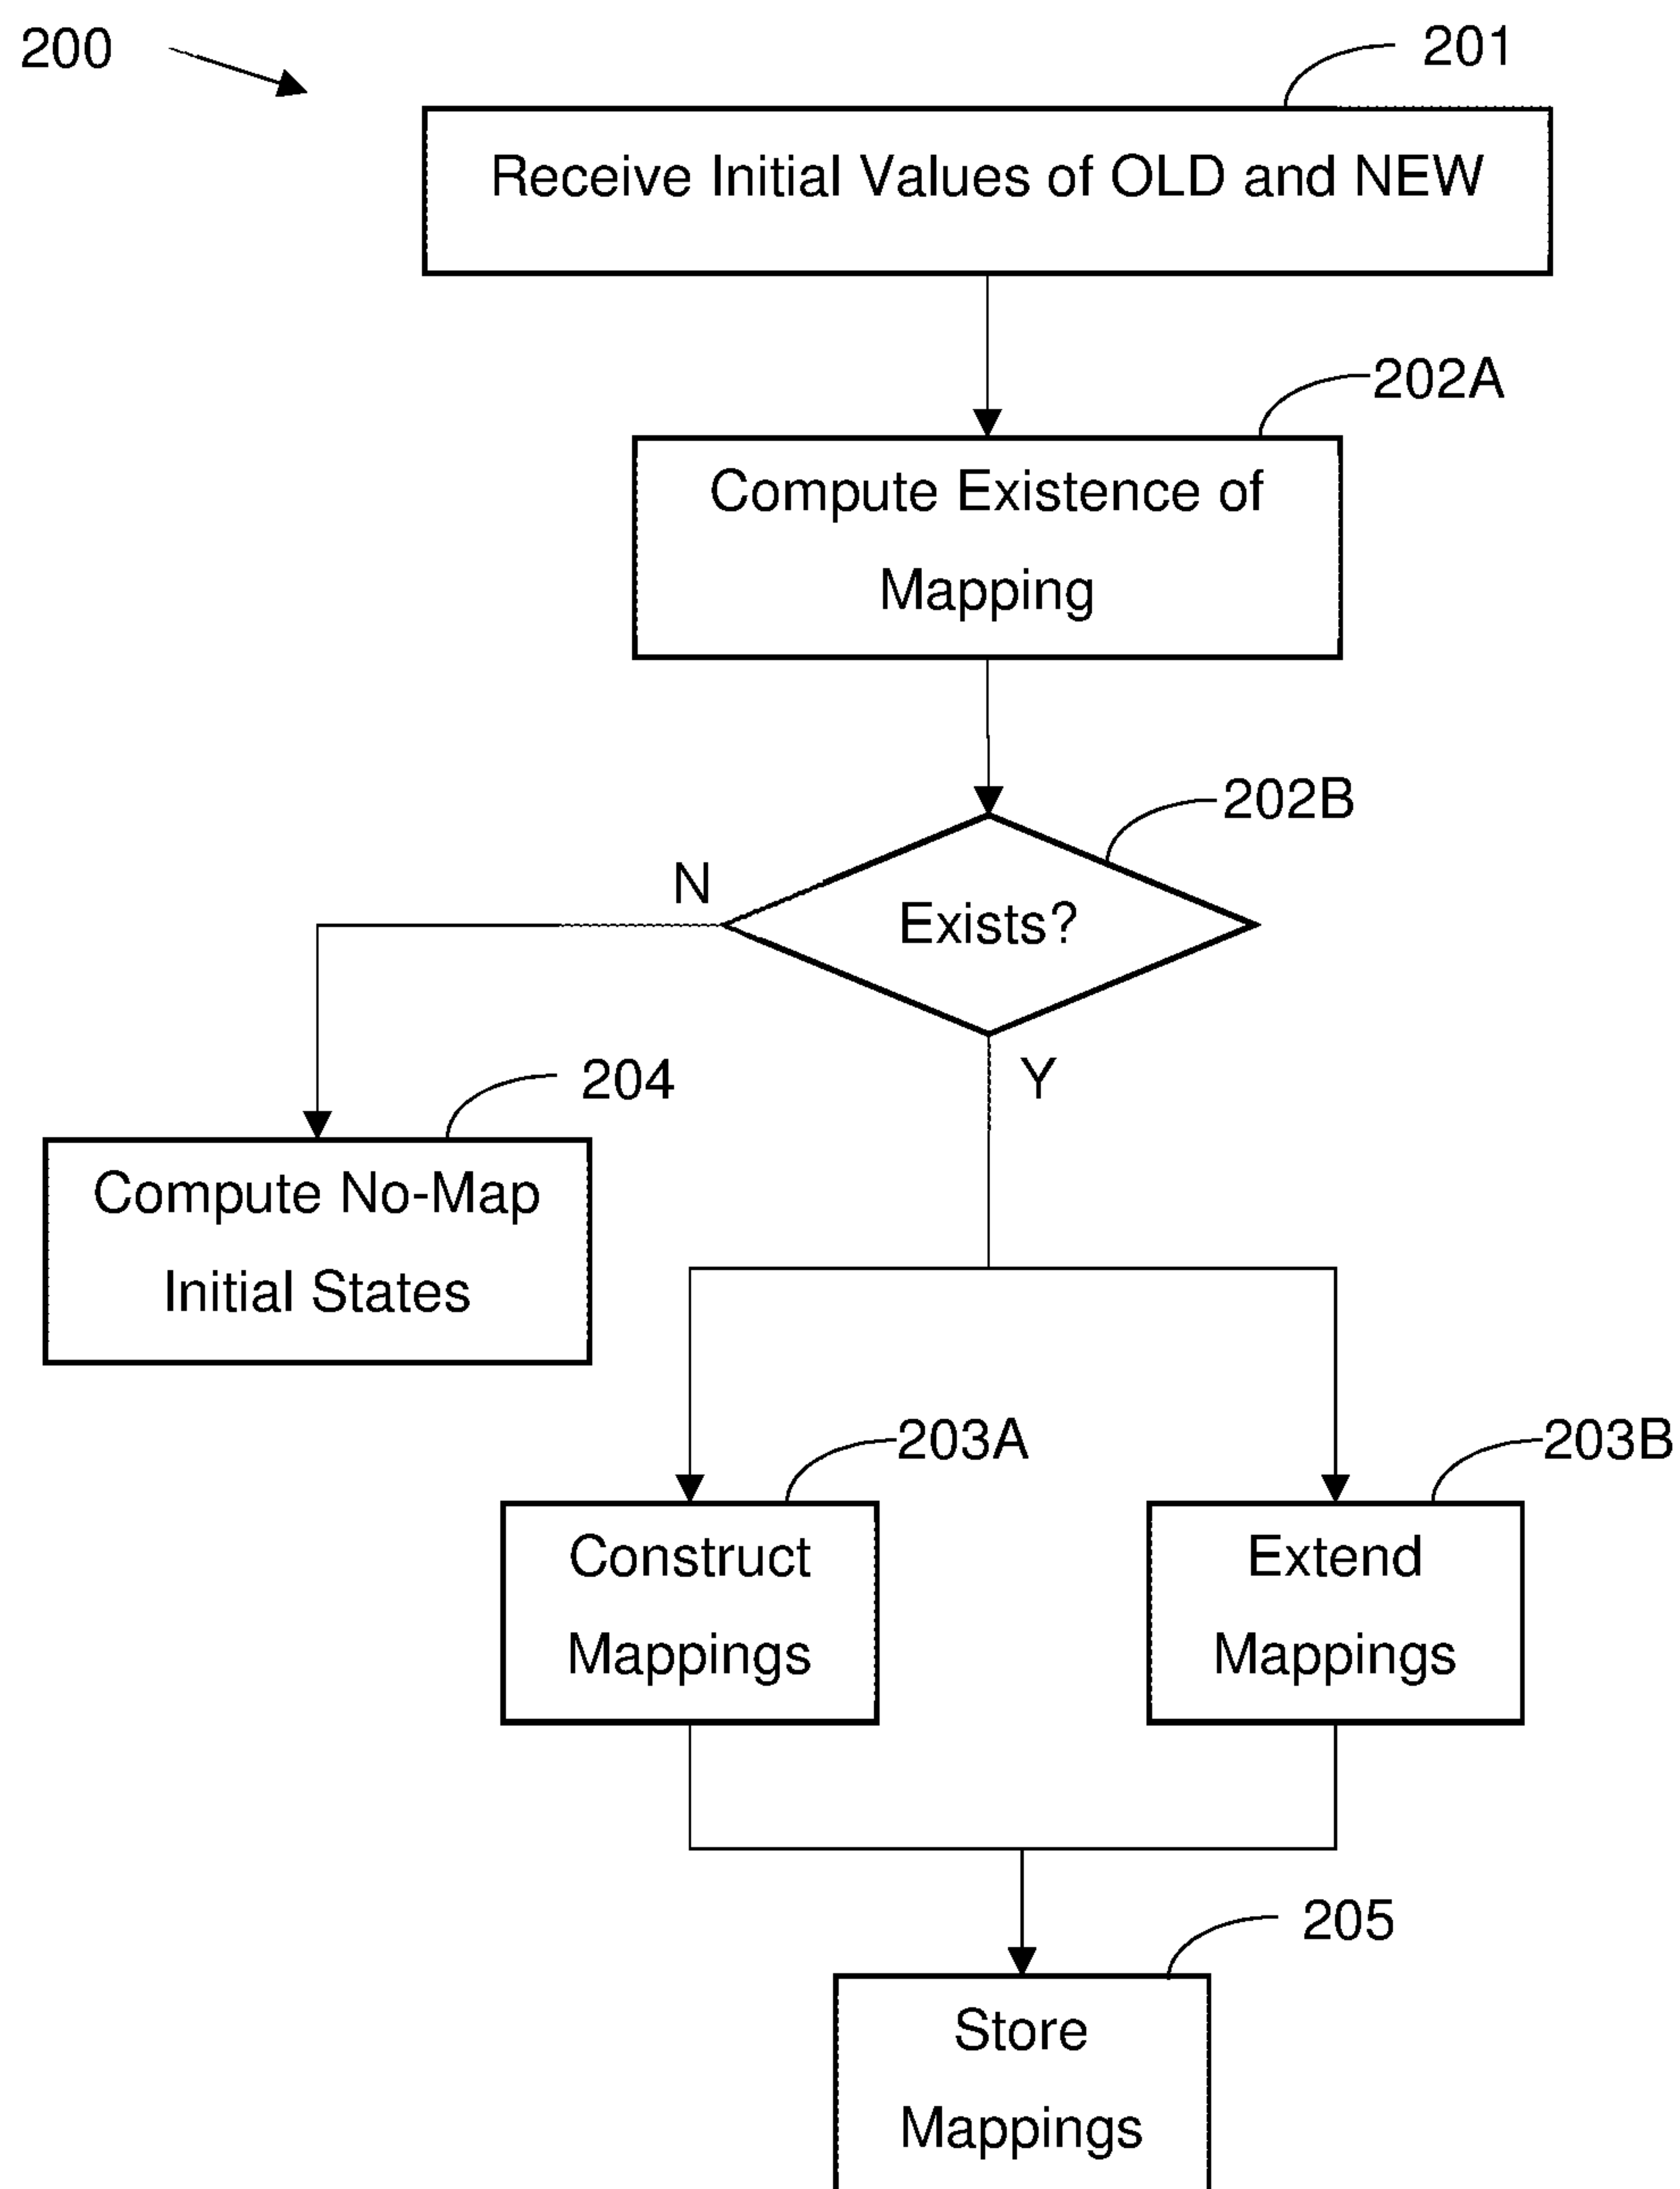 200
201
Receive Initial Values of OLD and NEW
202A
Compute Existence of
Mapping
202B
N
Exists?
Y
204
Compute No-Map
Initial States
203A
203B
Construct
Mappings
Extend
Mappings
205
Store
Mappings